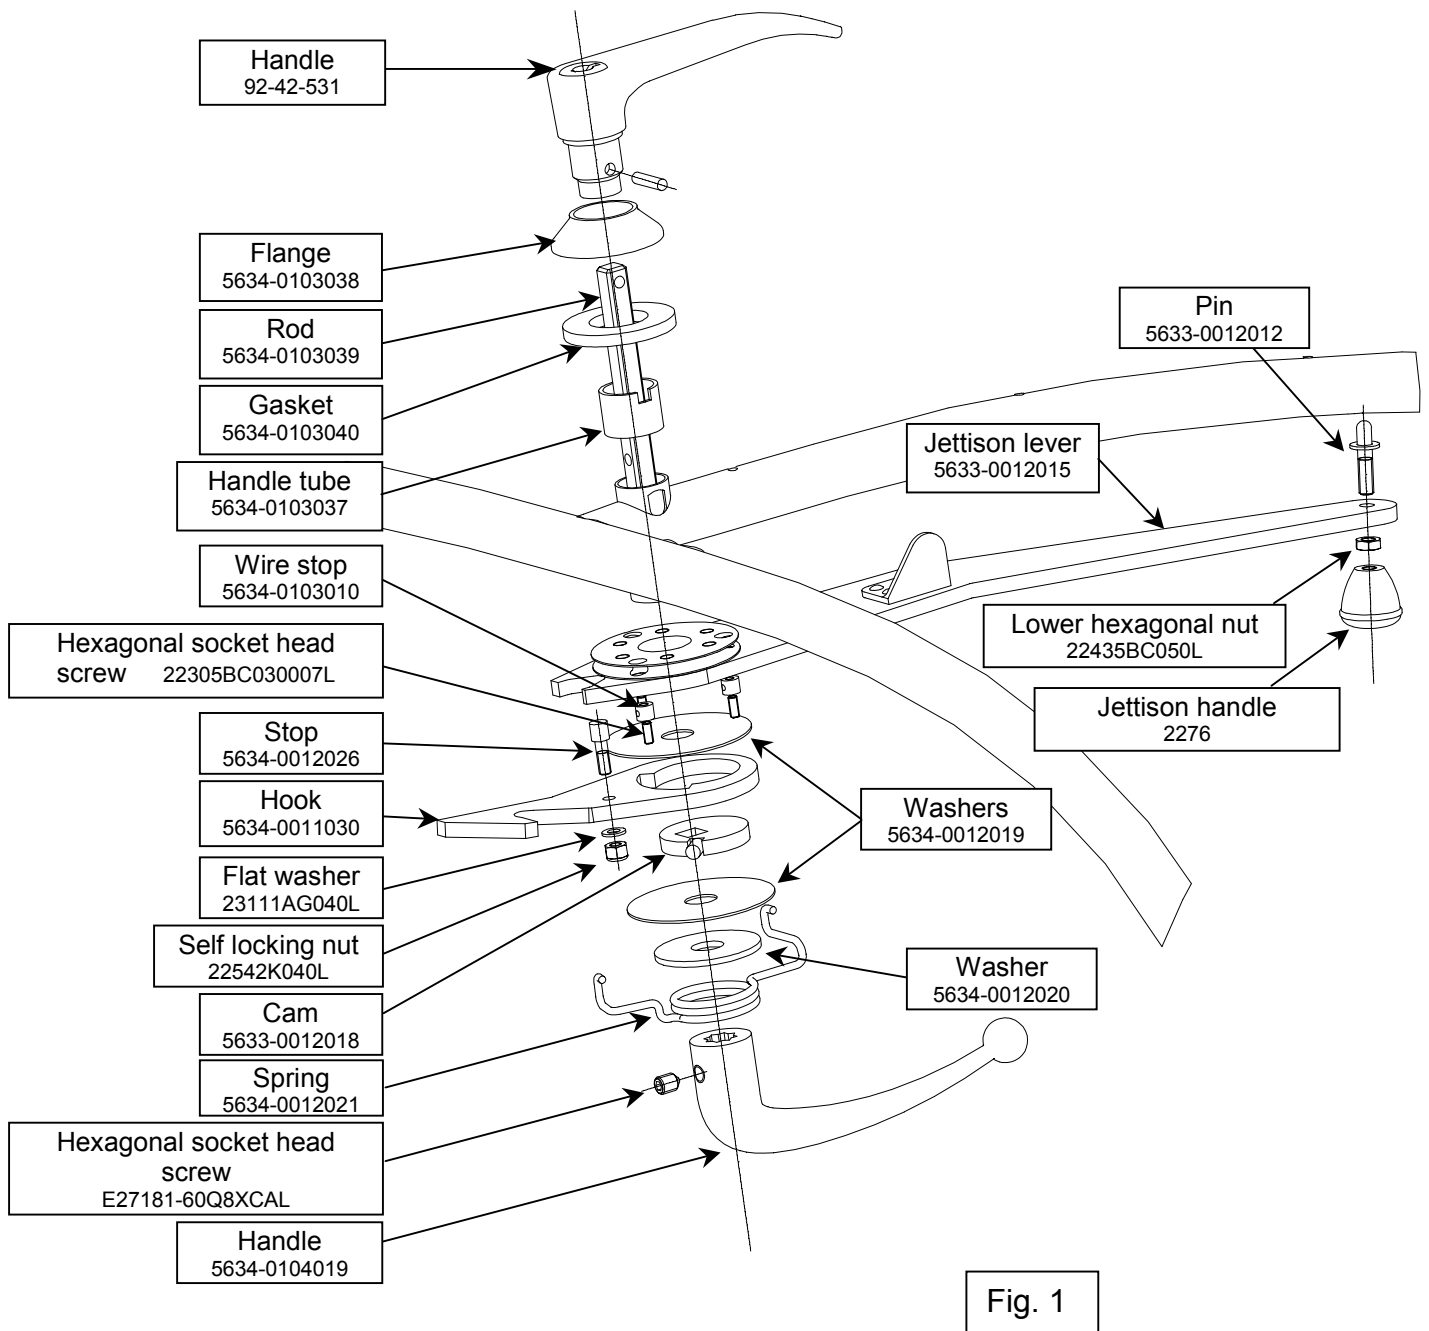 Handle
92-42-531
Flange
5634-0103038
Rod
5634-0103039
Gasket
5634-0103040
Handle tube
5634-0103037
Wire stop
5634-0103010
Hexagonal socket head
screw 22305BC030007L
Stop
5634-0012026
Hook
5634-0011030
Flat washer
23111AG040L
Self locking nut
22542K040L
Cam
5633-0012018
Spring
5634-0012021
Hexagonal socket head
screw
E27181-60Q8XCAL
Handle
5634-0104019
Pin
5633-0012012
Jettison lever
5633-0012015
Lower hexagonal nut
22435BC050L
Jettison handle
2276
Washers
5634-0012019
Washer
5634-0012020
Fig. 1